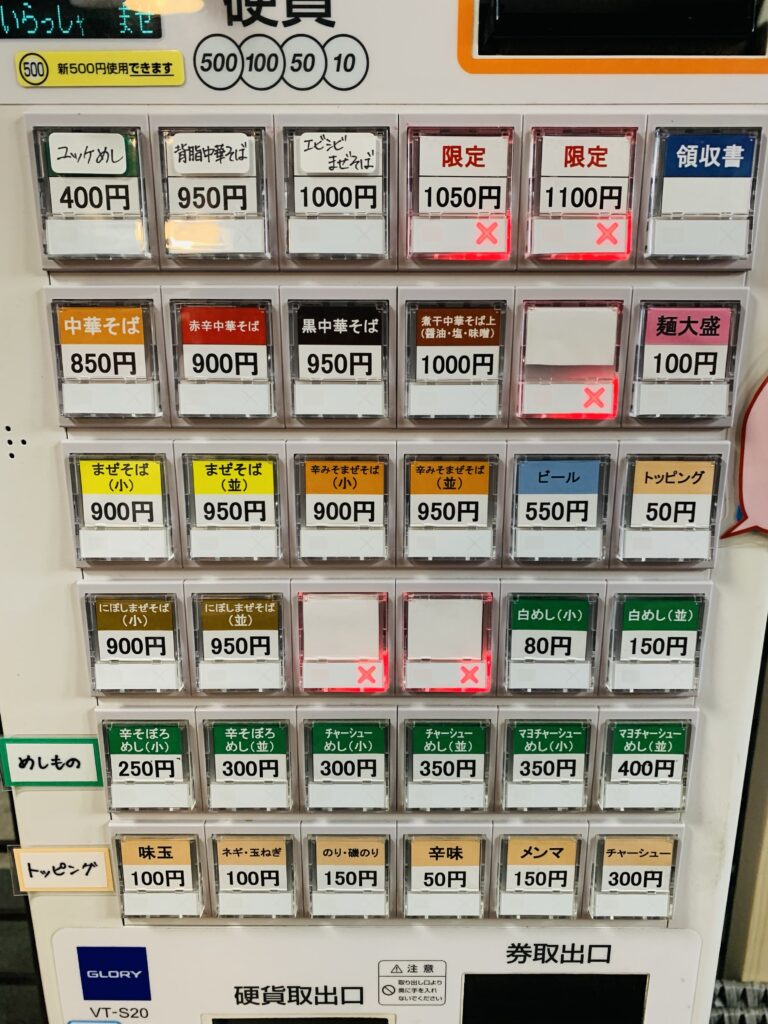 いらっしゃ ませ
硬貨
500 新500円使用できます
500 100 50 10
ユッケめし
400円
背脂中華そば
950円
エビシビ
まぜそば
1000円
限定
1050円
×
限定
1100円
×
領収書
中華そば
850円
赤辛中華そば
900円
黒中華そば
950円
煮干中華そば上
(醤油・塩・味噌)
1000円
×
麺大盛
100円
まぜそば
(小)
900円
まぜそば
(並)
950円
辛みそまぜそば
(小)
900円
辛みそまぜそば
(並)
950円
ビール
550円
トッピング
50円
にぼしまぜそば
(小)
900円
にぼしまぜそば
(並)
950円
×
×
白めし(小)
80円
白めし(並)
150円
めしもの
辛そぼろ
めし(小)
250円
辛そぼろ
めし(並)
300円
チャーシュー
めし(小)
300円
チャーシュー
めし(並)
350円
マヨチャーシュー
めし(小)
350円
マヨチャーシュー
めし(並)
400円
トッピング
味玉
100円
ネギ・玉ねぎ
100円
のり・磯のり
150円
辛味
50円
メンマ
150円
チャーシュー
300円
GLORY
VT-S20
硬貨取出口
注意
取り出し口より
奥に手を入れ
ないでください
券取出口